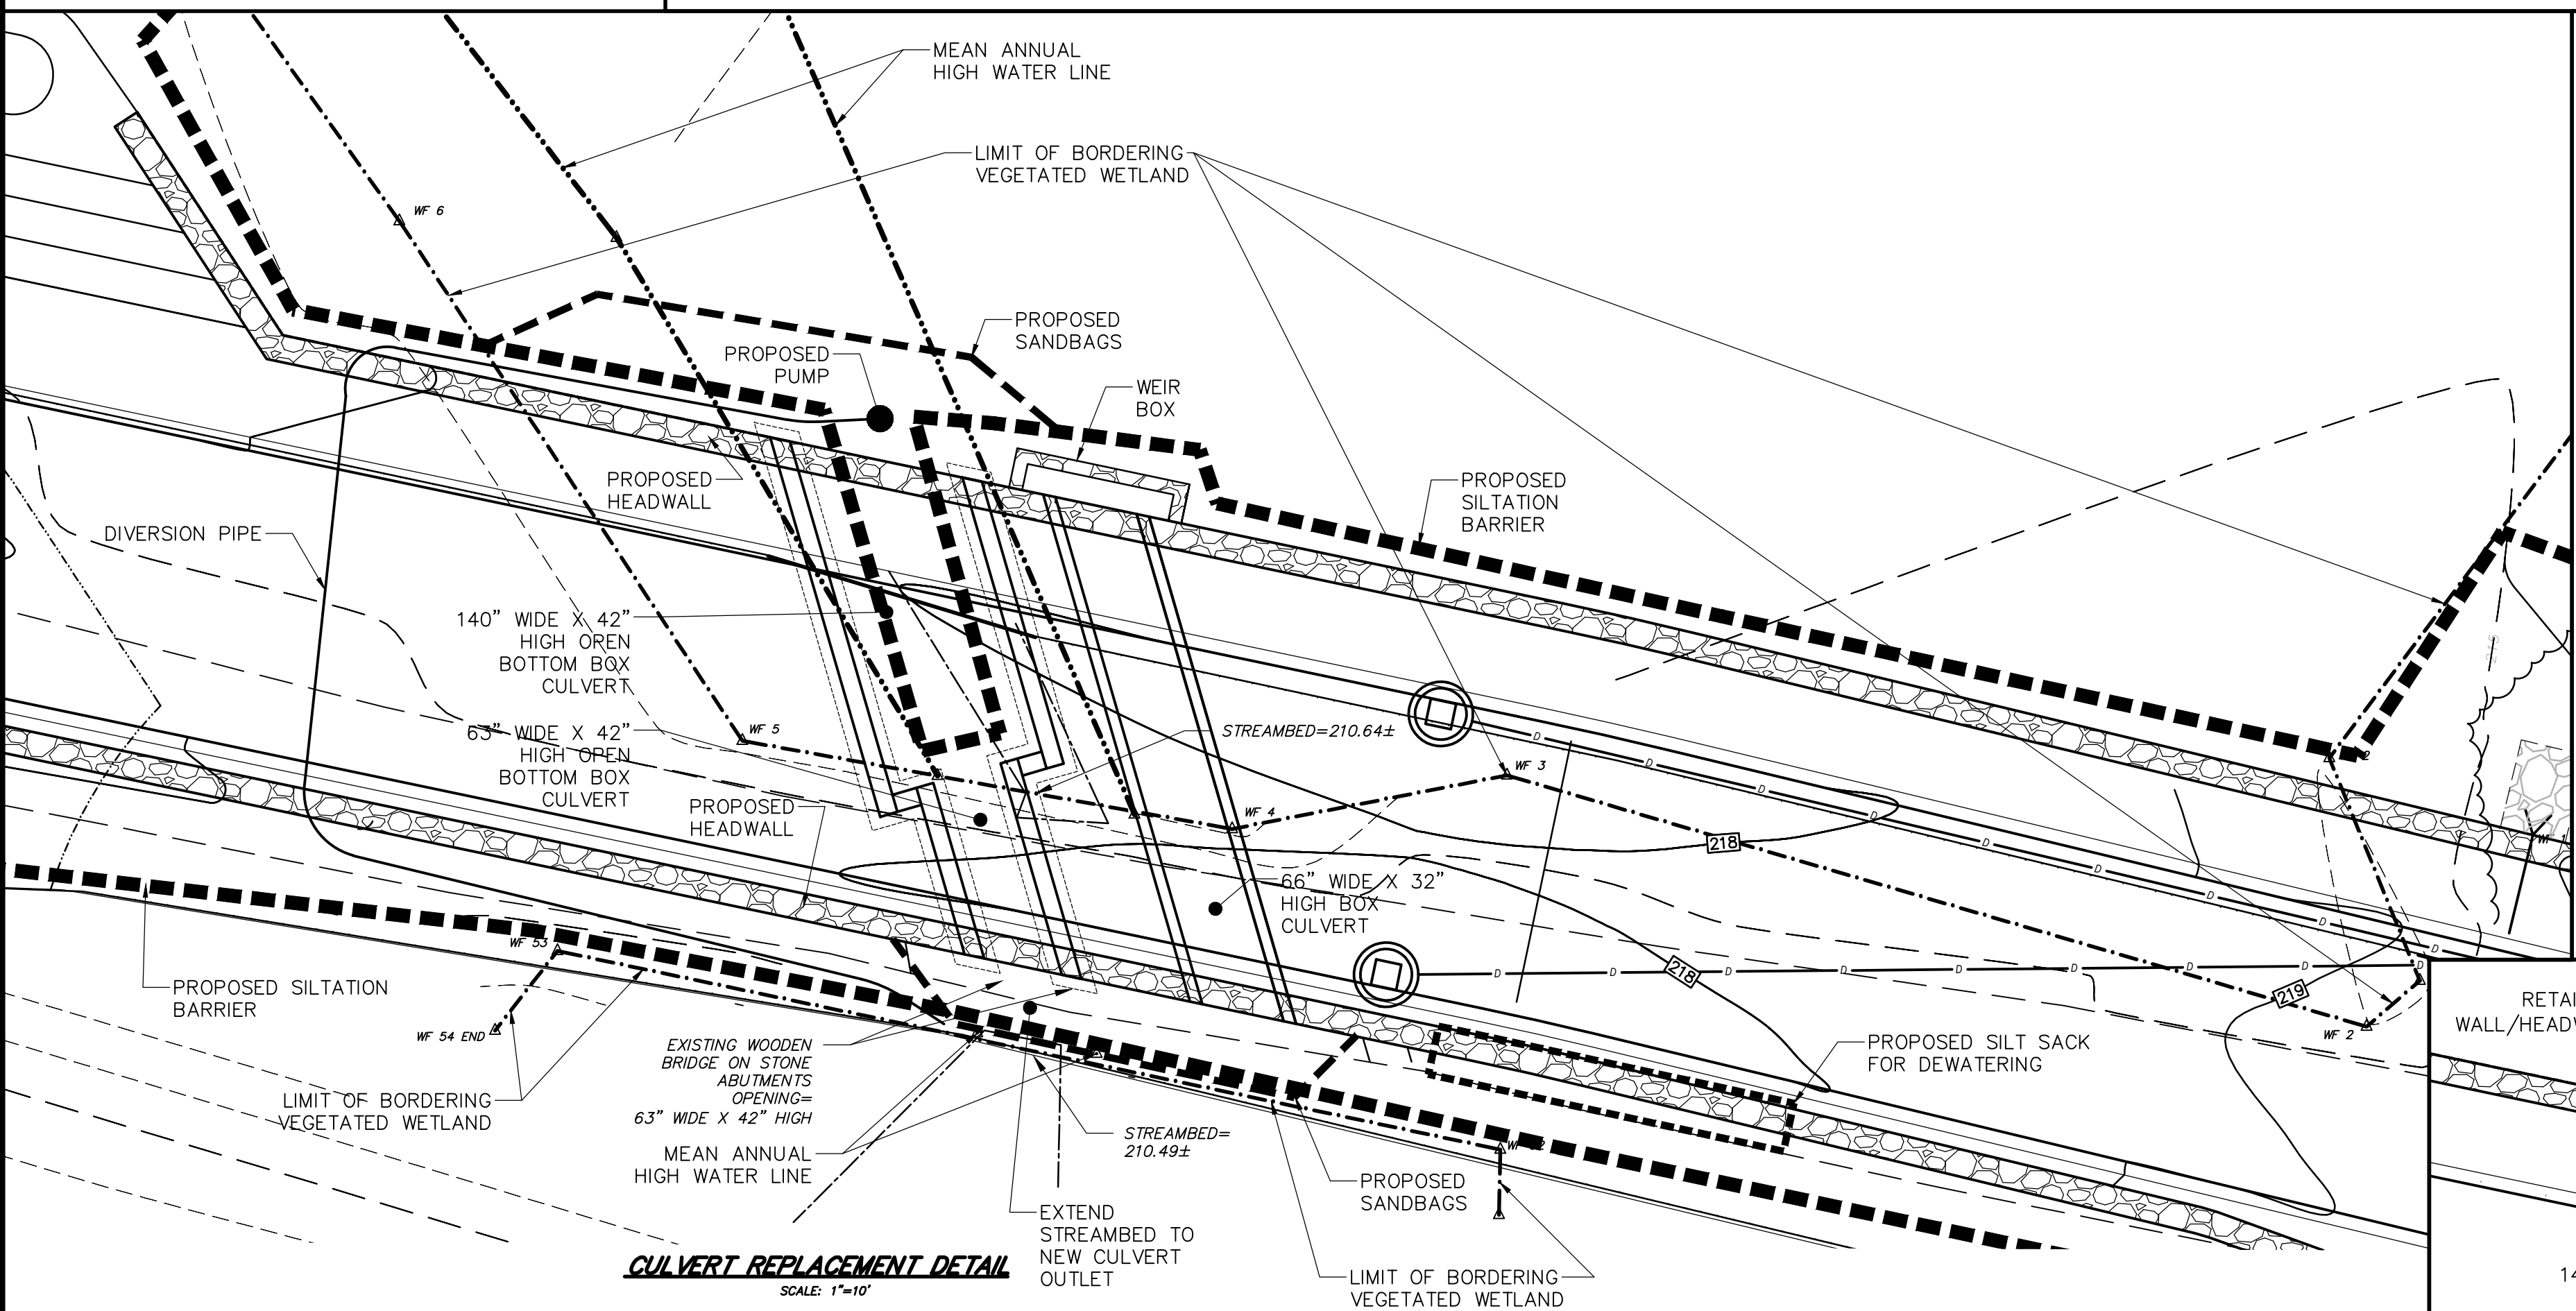 MEAN ANNUAL
HIGH WATER LINE
LIMIT OF BORDERING
VEGETATED WETLAND
WF 6
PROPOSED
SANDBAGS
PROPOSED
PUMP
WEIR
BOX
PROPOSED
HEADWALL
PROPOSED
SILTATION
BARRIER
DIVERSION PIPE
140" WIDE X 42"
HIGH OPEN
BOTTOM BOX
CULVERT
63" WIDE X 42"
HIGH OPEN
BOTTOM BOX
CULVERT
WF 5
STREAMBED=210.64±
WF 3
WF 4
PROPOSED
HEADWALL
218
66" WIDE X 32"
HIGH BOX
CULVERT
D D D D D D D
D D D D D D D D D
218
219
WF 2
WF 53
WF 54 END
PROPOSED SILTATION
BARRIER
LIMIT OF BORDERING
VEGETATED WETLAND
EXISTING WOODEN
BRIDGE ON STONE
ABUTMENTS
OPENING=
63" WIDE X 42" HIGH
MEAN ANNUAL
HIGH WATER LINE
STREAMBED=
210.49±
EXTEND
STREAMBED TO
NEW CULVERT
OUTLET
PROPOSED
SANDBAGS
PROPOSED SILT SACK
FOR DEWATERING
LIMIT OF BORDERING
VEGETATED WETLAND
RETAI
WALL/HEADW
14
CULVERT REPLACEMENT DETAIL
SCALE: 1"=10'